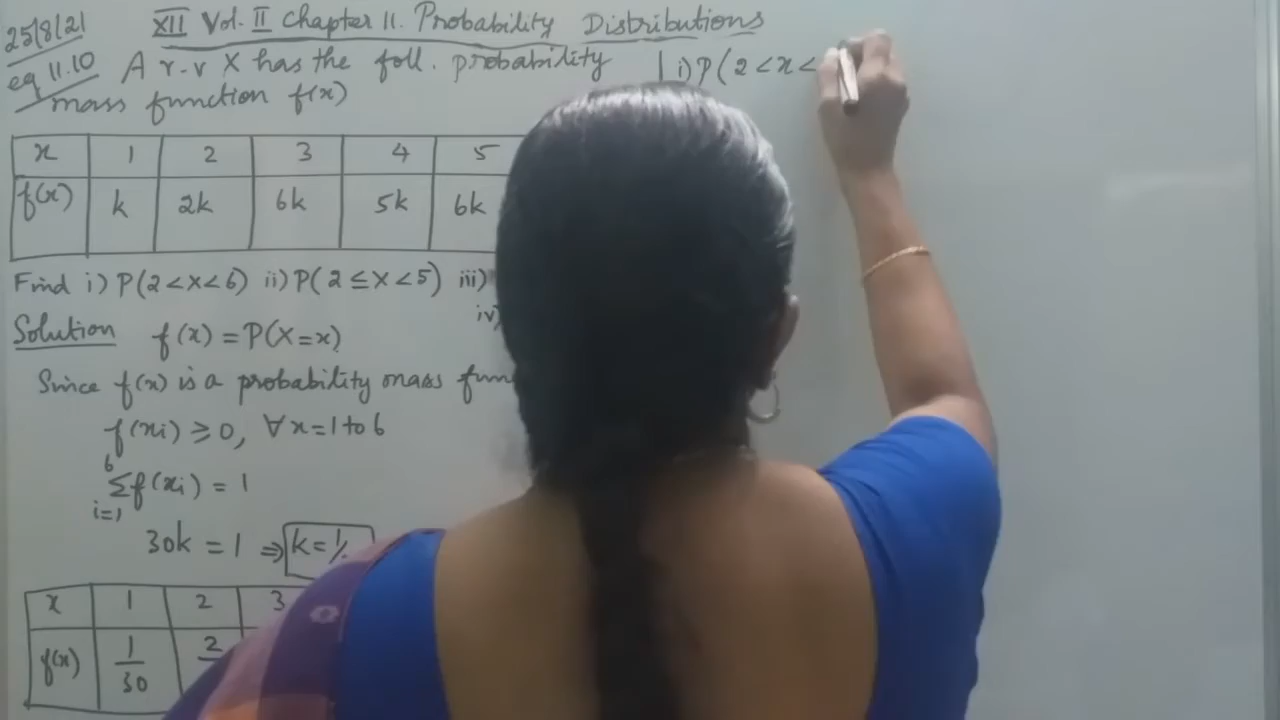 25/8/21
XII Vol. II Chapter 11. Probability Distributions
eg 11.10 A r.v X has the foll. probability
mass function f(x)
x 1 2 3 4 5
f(x) k 2k 6k 5k 6k
Find i) P(2<X<6) ii) P(2≤X<5) iii)
iv)
Solution f(x) = P(X=x)
Since f(x) is a probability mass
f(xi) ≥ 0, ∀ x=1 to 6
6
Σf(xi) = 1
i=1
30k = 1 ⇒ k=1/
x 1 2 3
f(x) 1/30 2
i) P(2<x<